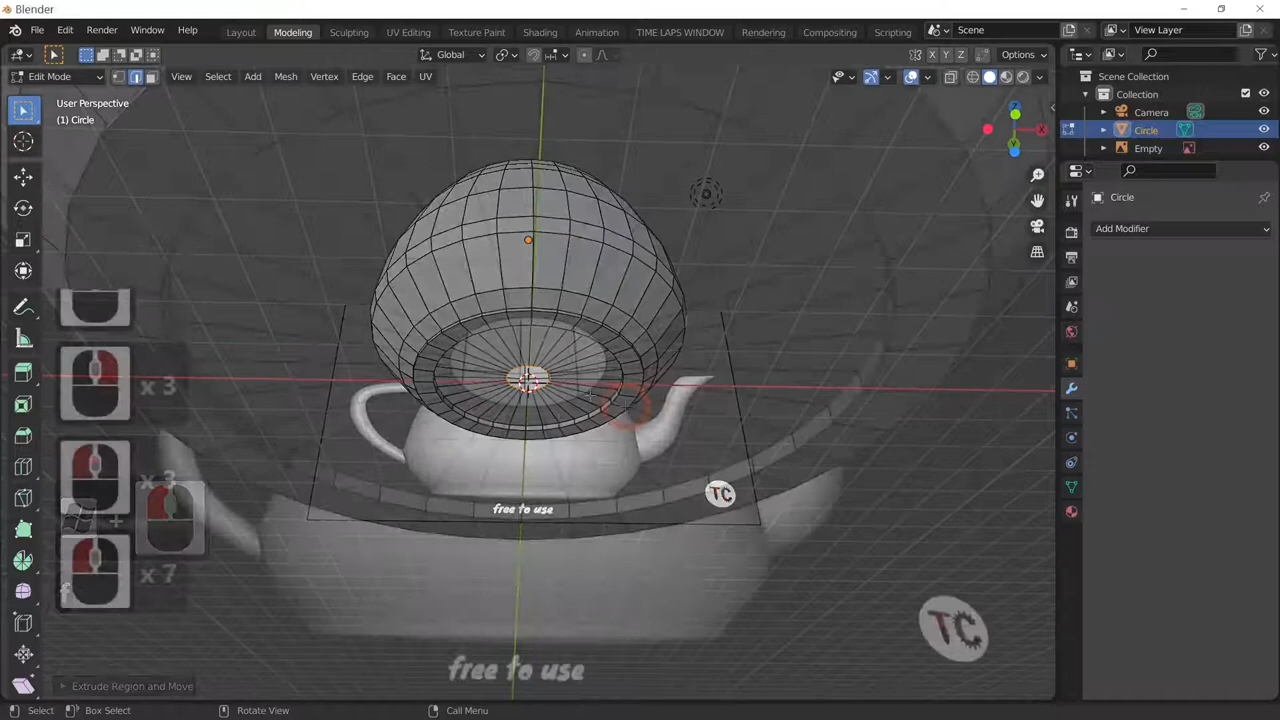 Blender
File Edit Render Window Help Layout Modeling Sculpting UV Editing Texture Paint Shading Animation TIME LAPS WINDOW Rendering Compositing Scripting Scene View Layer
Global Options
Edit Mode View Select Add Mesh Vertex Edge Face UV X Y Z
Scene Collection
Collection
User Perspective
(1) Circle
Camera
Circle
Empty
Circle
Add Modifier
x 3
x 3
TC
free to use
+
x 7
f
TC
free to use
Extrude Region and Move
Select Box Select Rotate View Call Menu